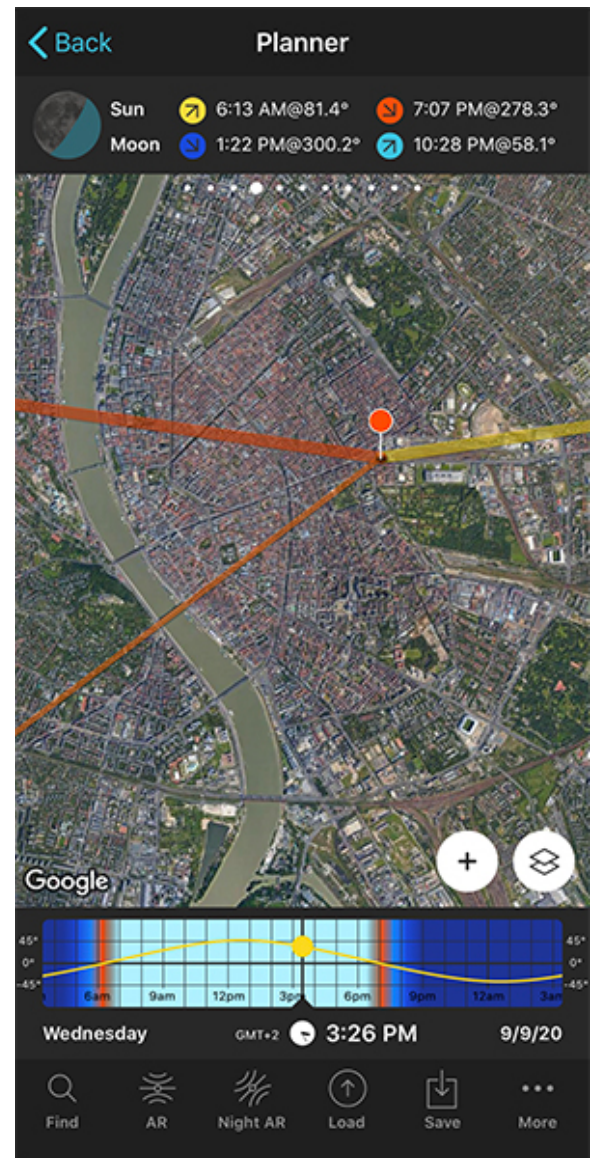 Back
Planner
Sun 6:13 AM@81.4° 7:07 PM@278.3°
Moon 1:22 PM@300.2° 10:28 PM@58.1°
+
Google
45° 45°
0° 0°
-45° -45°
6am 9am 12pm 3pm 6pm 9pm 12am 3am
Wednesday GMT+2 3:26 PM 9/9/20
Find AR Night AR Load Save More